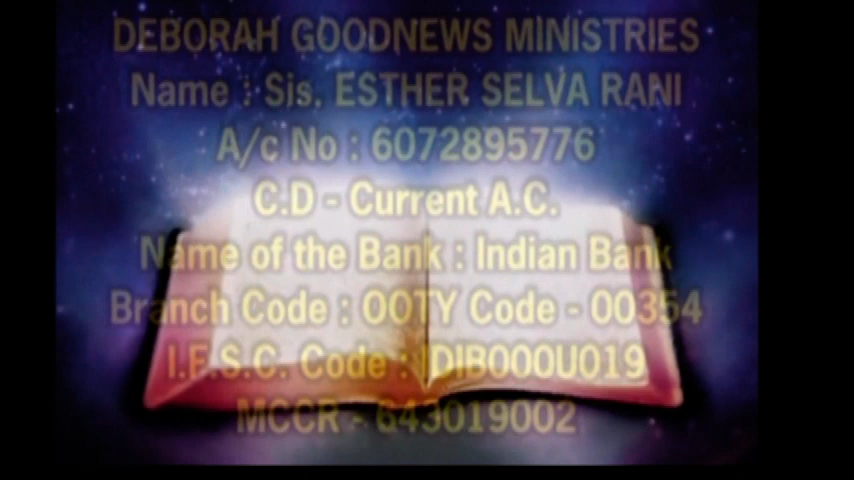 DEBORAH GOODNEWS MINISTRIES
Name : Sis. ESTHER SELVA RANI
A/c No : 6072895776
C.D - Current A.C.
Name of the Bank : Indian Bank
Branch Code : OOTY Code - 00354
I.F.S.C. Code : IDIB000U019
MCCR - 643019002